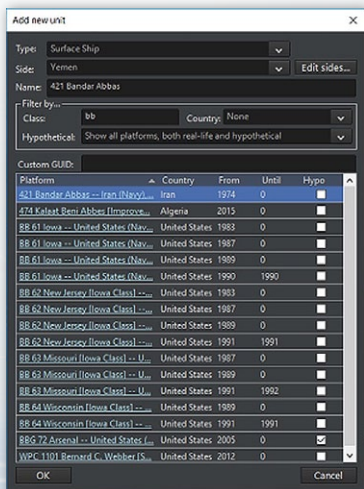 Add new unit
Type: Surface Ship
Side: Yemen Edit sides...
Name: 421 Bandar Abbas
Filter by...
Class: bb Country: None
Hypothetical: Show all platforms, both real-life and hypothetical
Custom GUID:
Platform Country From Until Hypo
421 Bandar Abbas -- Iran (Navy)... Iran 1974 0
474 Kalaat Beni Abbes [Improve... Algeria 2015 0
BB 61 Iowa -- United States (Nav... United States 1983 0
BB 61 Iowa -- United States (Nav... United States 1987 0
BB 61 Iowa -- United States (Nav... United States 1989 0
BB 61 Iowa -- United States (Nav... United States 1990 1990
BB 62 New Jersey [Iowa Class] --... United States 1983 0
BB 62 New Jersey [Iowa Class] --... United States 1987 0
BB 62 New Jersey [Iowa Class] --... United States 1989 0
BB 62 New Jersey [Iowa Class] --... United States 1991 1991
BB 63 Missouri [Iowa Class] -- U... United States 1987 0
BB 63 Missouri [Iowa Class] -- U... United States 1989 0
BB 63 Missouri [Iowa Class] -- U... United States 1991 1992
BB 64 Wisconsin [Iowa Class] --... United States 1989 0
BB 64 Wisconsin [Iowa Class] --... United States 1991 1991
BBG 72 Arsenal -- United States (... United States 2005 0
WPC 1101 Bernard C. Webber [S... United States 2012 0
OK Cancel